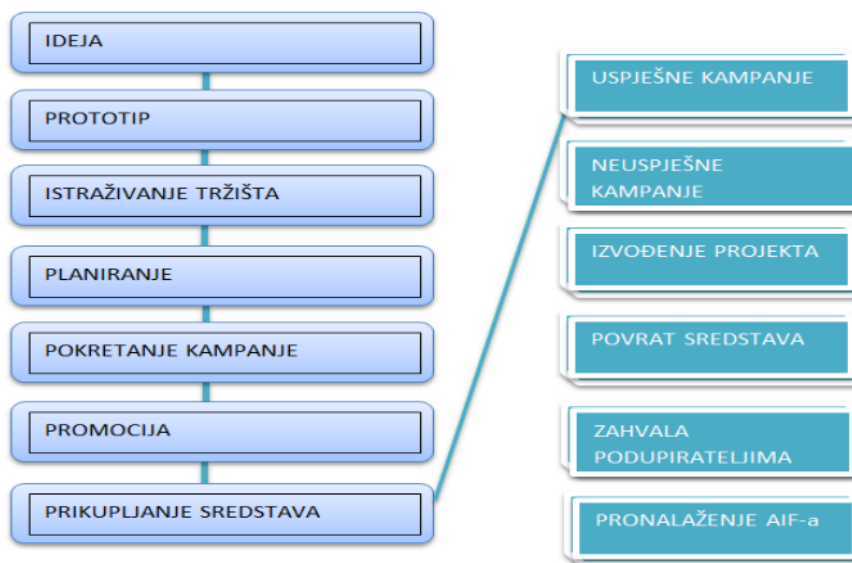 IDEJA
PROTOTIP
ISTRAŽIVANJE TRŽIŠTA
PLANIRANJE
POKRETANJE KAMPANJE
PROMOCIJA
PRIKUPLJANJE SREDSTAVA
USPJEŠNE KAMPANJE
NEUSPJEŠNE
KAMPANJE
IZVOĐENJE PROJEKTA
POVRAT SREDSTAVA
ZAHVALA
PODUPIRATELJIMA
PRONALAŽENJE AIF-a